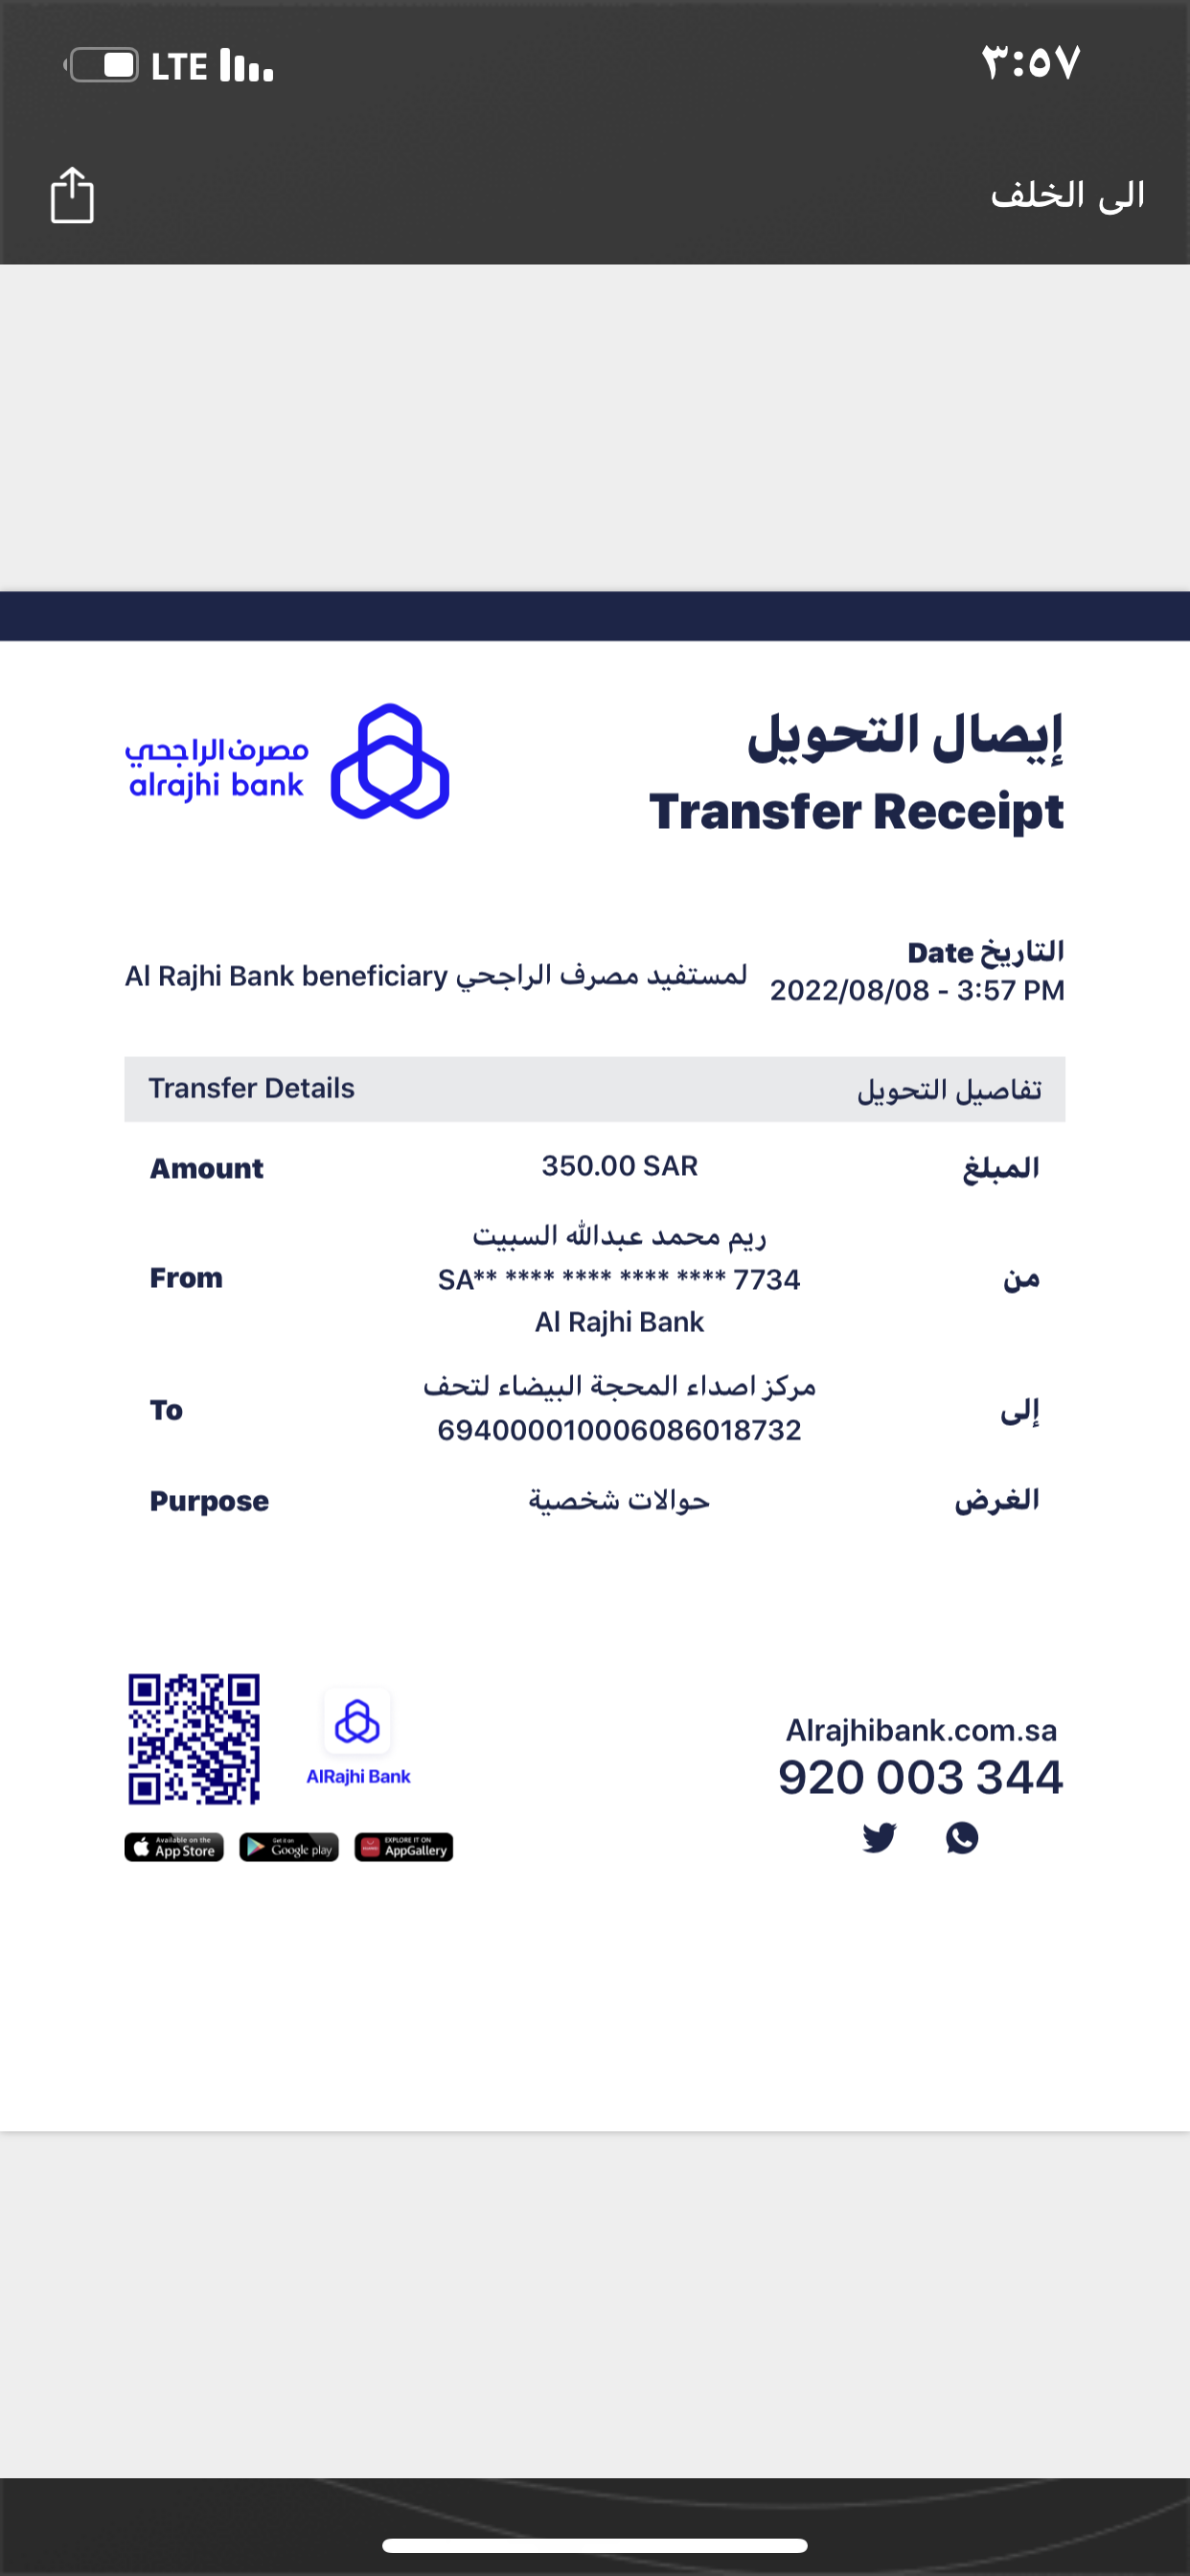 LTE ٣:٥٧
الى الخلف
إيصال التحويل
Transfer Receipt
مصرف الراجحي
alrajhi bank
التاريخ Date
2022/08/08 - 3:57 PM
لمستفيد مصرف الراجحي Al Rajhi Bank beneficiary
Transfer Details تفاصيل التحويل
Amount 350.00 SAR المبلغ
ريم محمد عبدالله السبيت
From SA** **** **** **** **** 7734 من
Al Rajhi Bank
مركز اصداء المحجة البيضاء لتحف
To إلى
694000010006086018732
Purpose حوالات شخصية الغرض
Alrajhibank.com.sa
920 003 344
AlRajhi Bank
Available on the App Store
Get it on Google play
EXPLORE IT ON AppGallery